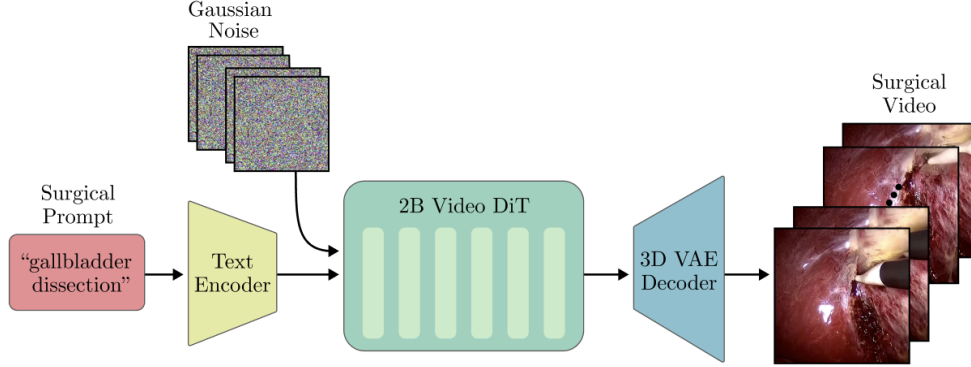 Gaussian
Noise
Surgical
Video
Surgical
Prompt
“gallbladder
dissection”
Text
Encoder
2B Video DiT
3D VAE
Decoder